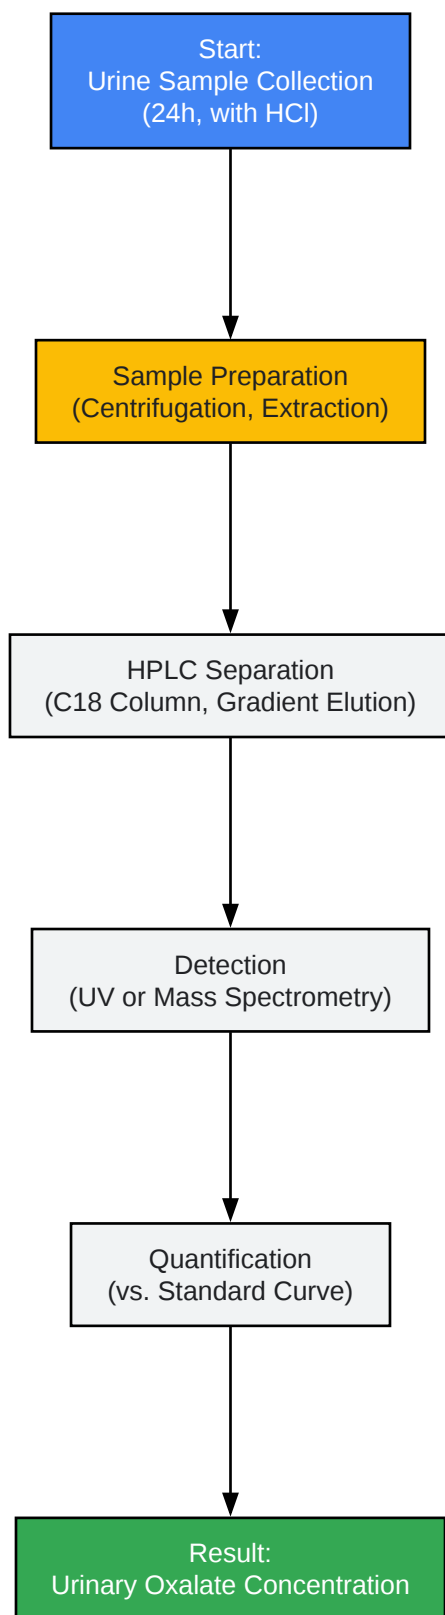 Start:
Urine Sample Collection
(24h, with HCl)
Sample Preparation
(Centrifugation, Extraction)
HPLC Separation
(C18 Column, Gradient Elution)
Detection
(UV or Mass Spectrometry)
Quantification
(vs. Standard Curve)
Result:
Urinary Oxalate Concentration